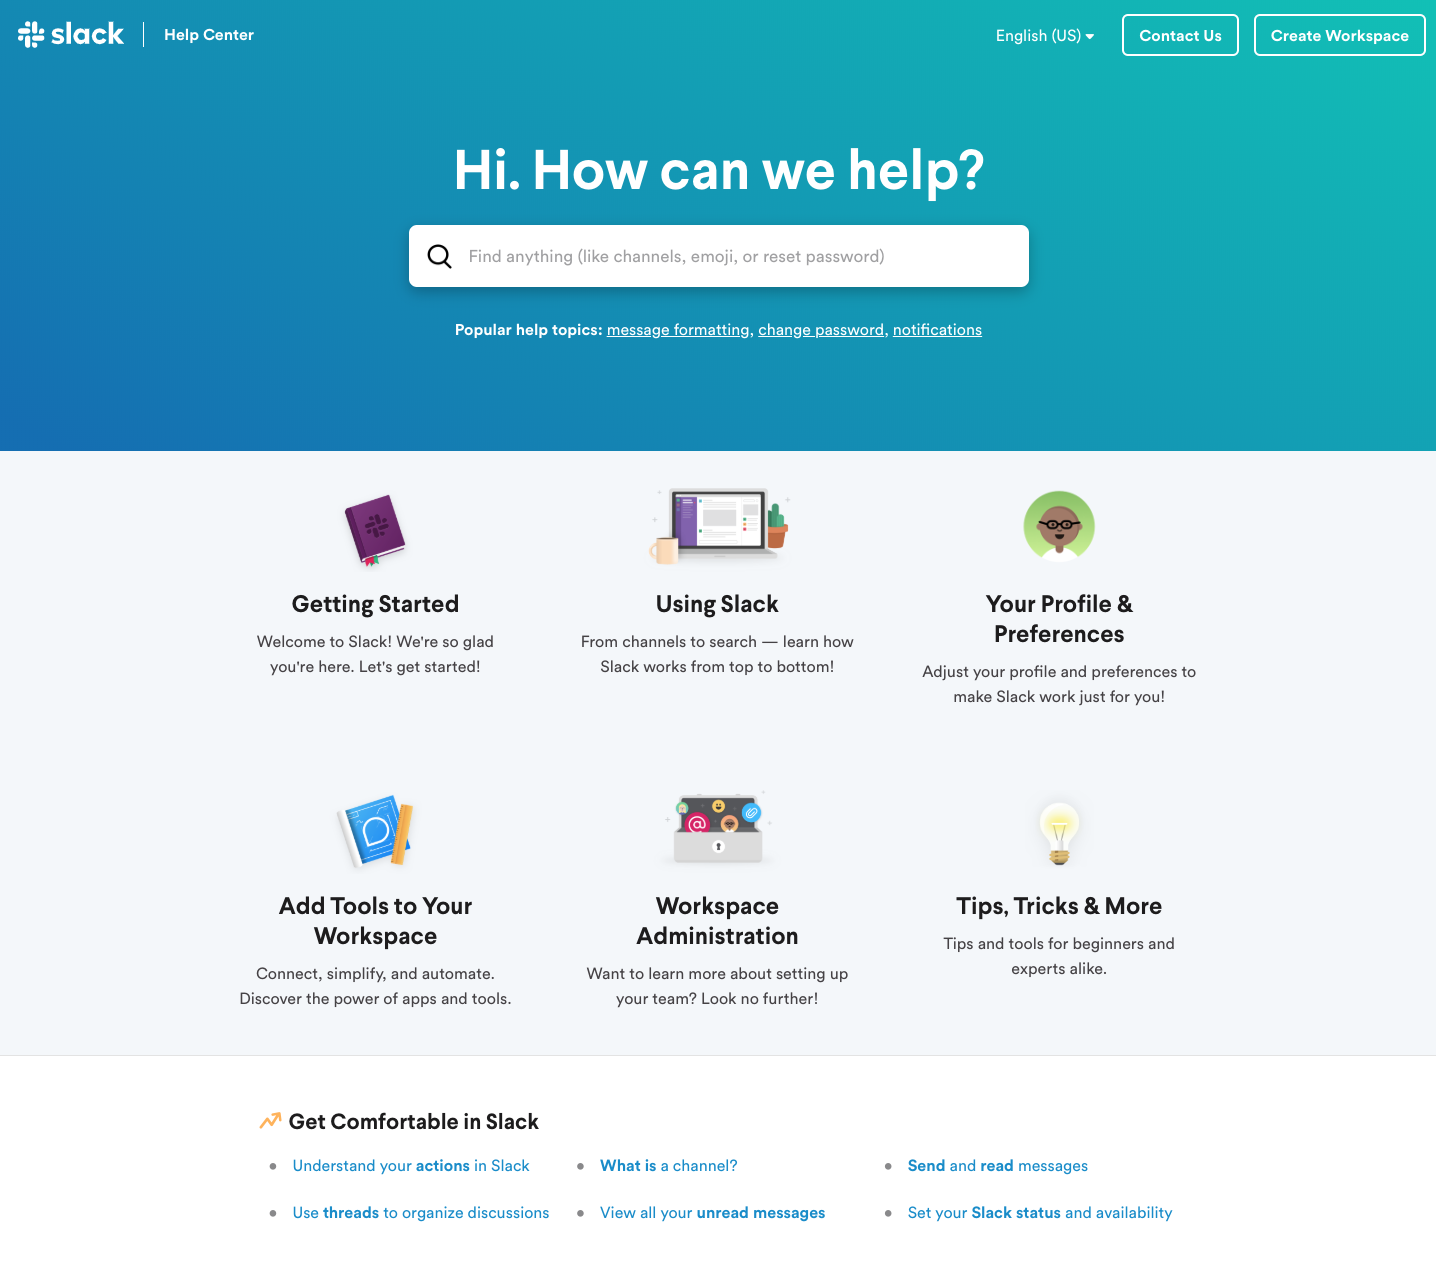 slack
Help Center
English (US)
Contact Us
Create Workspace
Hi. How can we help?
Find anything (like channels, emoji, or reset password)
Popular help topics: message formatting, change password, notifications
Getting Started
Welcome to Slack! We're so glad
you're here. Let's get started!
Using Slack
From channels to search — learn how
Slack works from top to bottom!
Your Profile &
Preferences
Adjust your profile and preferences to
make Slack work just for you!
Add Tools to Your
Workspace
Connect, simplify, and automate.
Discover the power of apps and tools.
Workspace
Administration
Want to learn more about setting up
your team? Look no further!
Tips, Tricks & More
Tips and tools for beginners and
experts alike.
Get Comfortable in Slack
Understand your actions in Slack
What is a channel?
Send and read messages
Use threads to organize discussions
View all your unread messages
Set your Slack status and availability